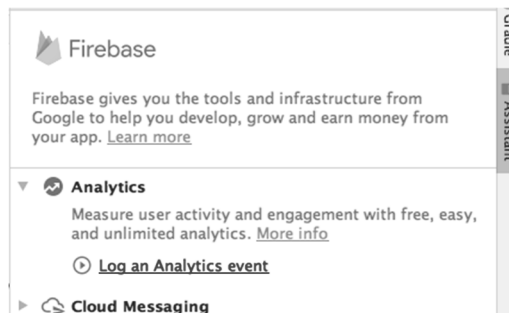 Firebase
Firebase gives you the tools and infrastructure from
Google to help you develop, grow and earn money from
your app. Learn more
Analytics
Measure user activity and engagement with free, easy,
and unlimited analytics. More info
Log an Analytics event
Cloud Messaging
Assistant